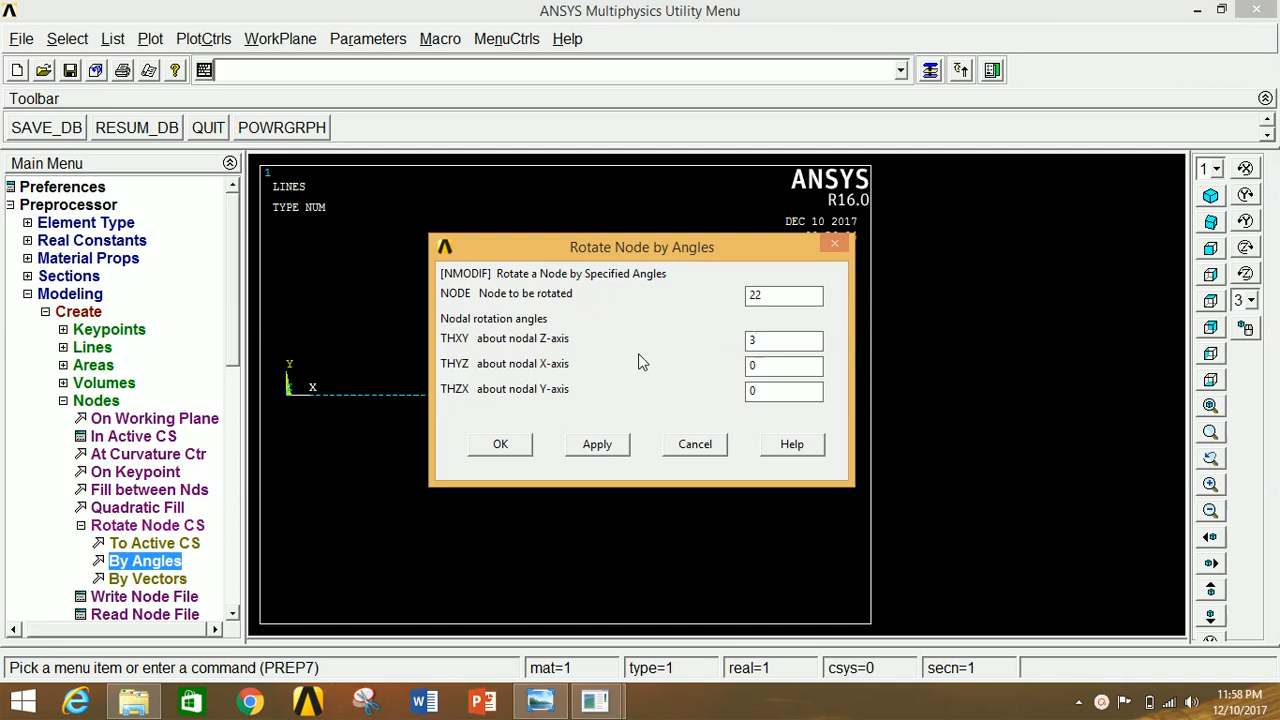 ANSYS Multiphysics Utility Menu
File Select List Plot PlotCtrls WorkPlane Parameters Macro MenuCtrls Help
Toolbar
SAVE_DB RESUM_DB QUIT POWRGRPH
Main Menu
Preferences
Preprocessor
Element Type
Real Constants
Material Props
Sections
Modeling
Create
Keypoints
Lines
Areas
Volumes
Nodes
On Working Plane
In Active CS
At Curvature Ctr
On Keypoint
Fill between Nds
Quadratic Fill
Rotate Node CS
To Active CS
By Angles
By Vectors
Write Node File
Read Node File
1
LINES
TYPE NUM
ANSYS
R16.0
DEC 10 2017
Y
X
Rotate Node by Angles
[NMODIF] Rotate a Node by Specified Angles
NODE Node to be rotated 22
Nodal rotation angles
THXY about nodal Z-axis 3
THYZ about nodal X-axis 0
THZX about nodal Y-axis 0
OK Apply Cancel Help
1
3
Pick a menu item or enter a command (PREP7) mat=1 type=1 real=1 csys=0 secn=1
11:58 PM
12/10/2017